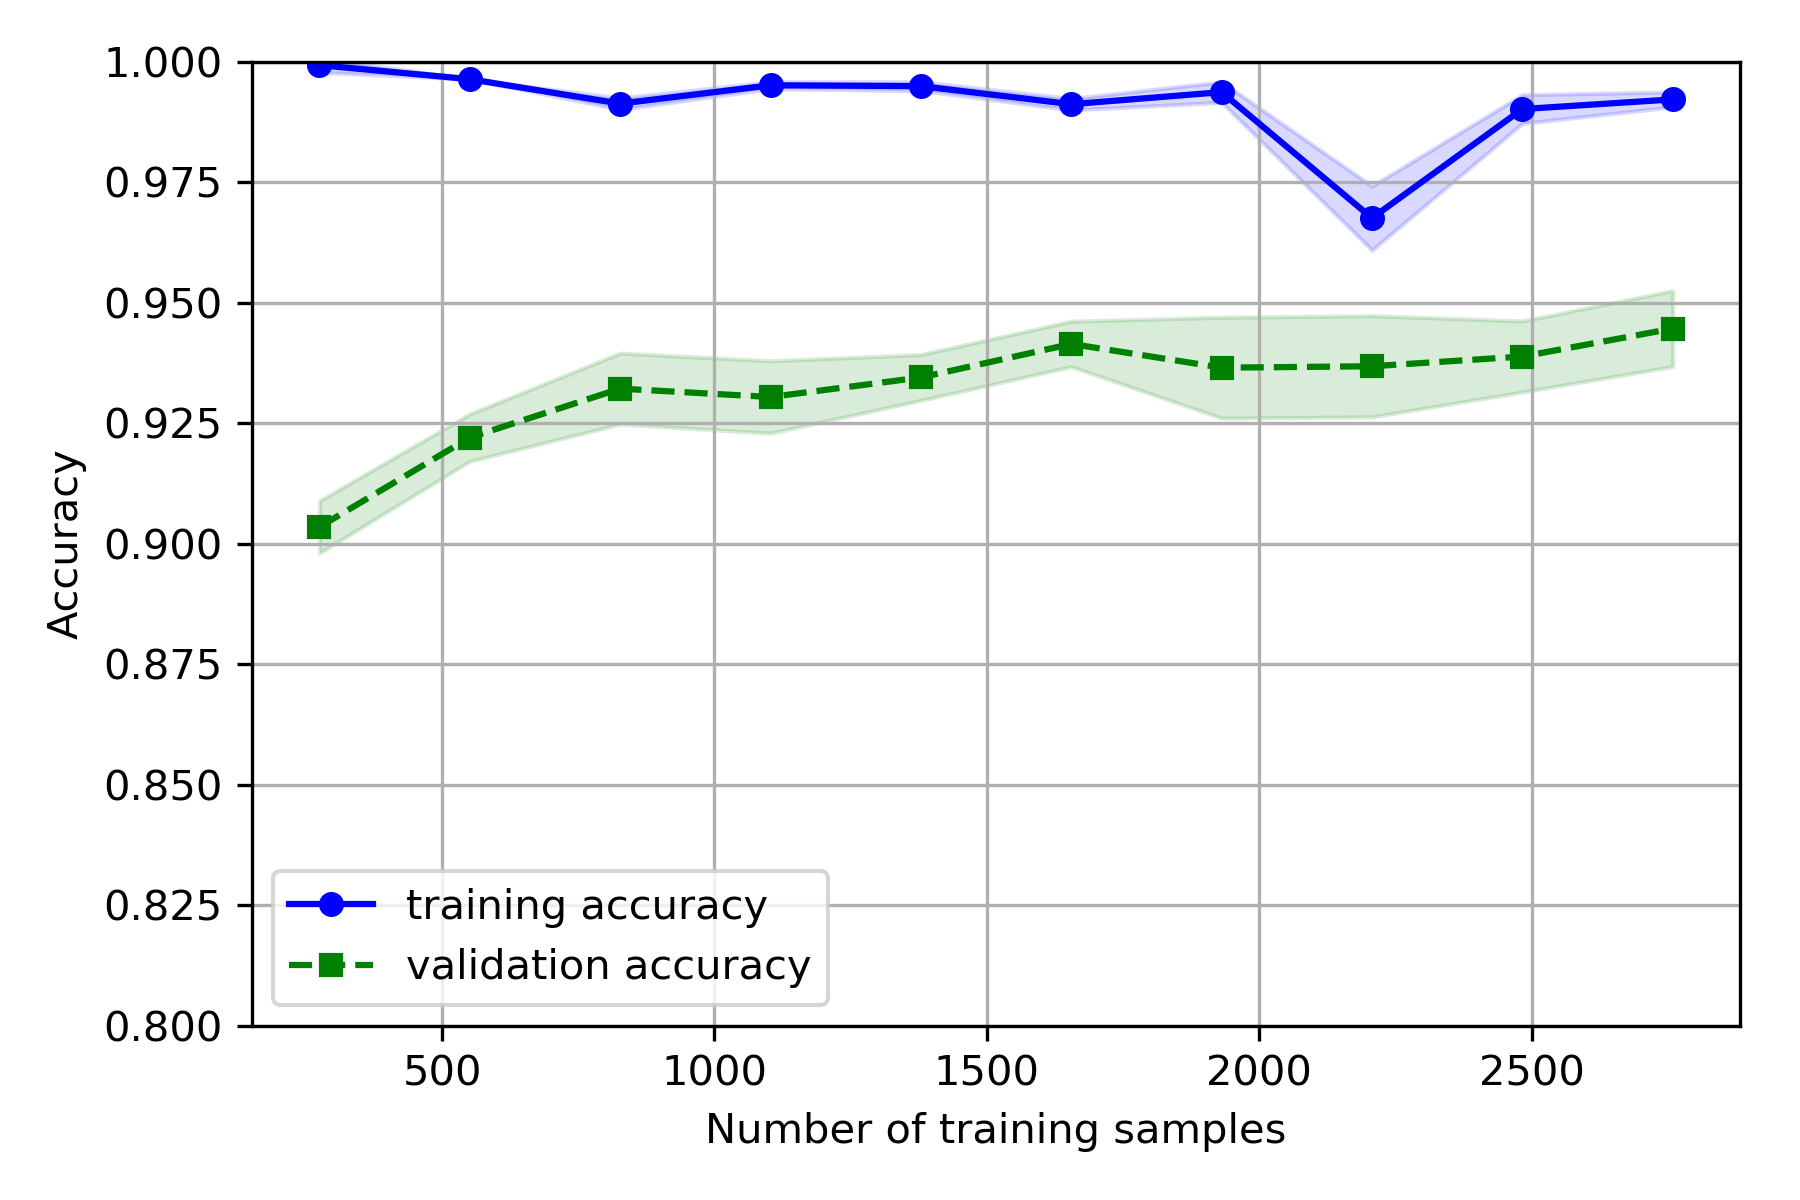 1.000
0.975
0.950
0.925
0.900
0.875
0.850
0.825
0.800
Accuracy
training accuracy
validation accuracy
500 1000 1500 2000 2500
Number of training samples